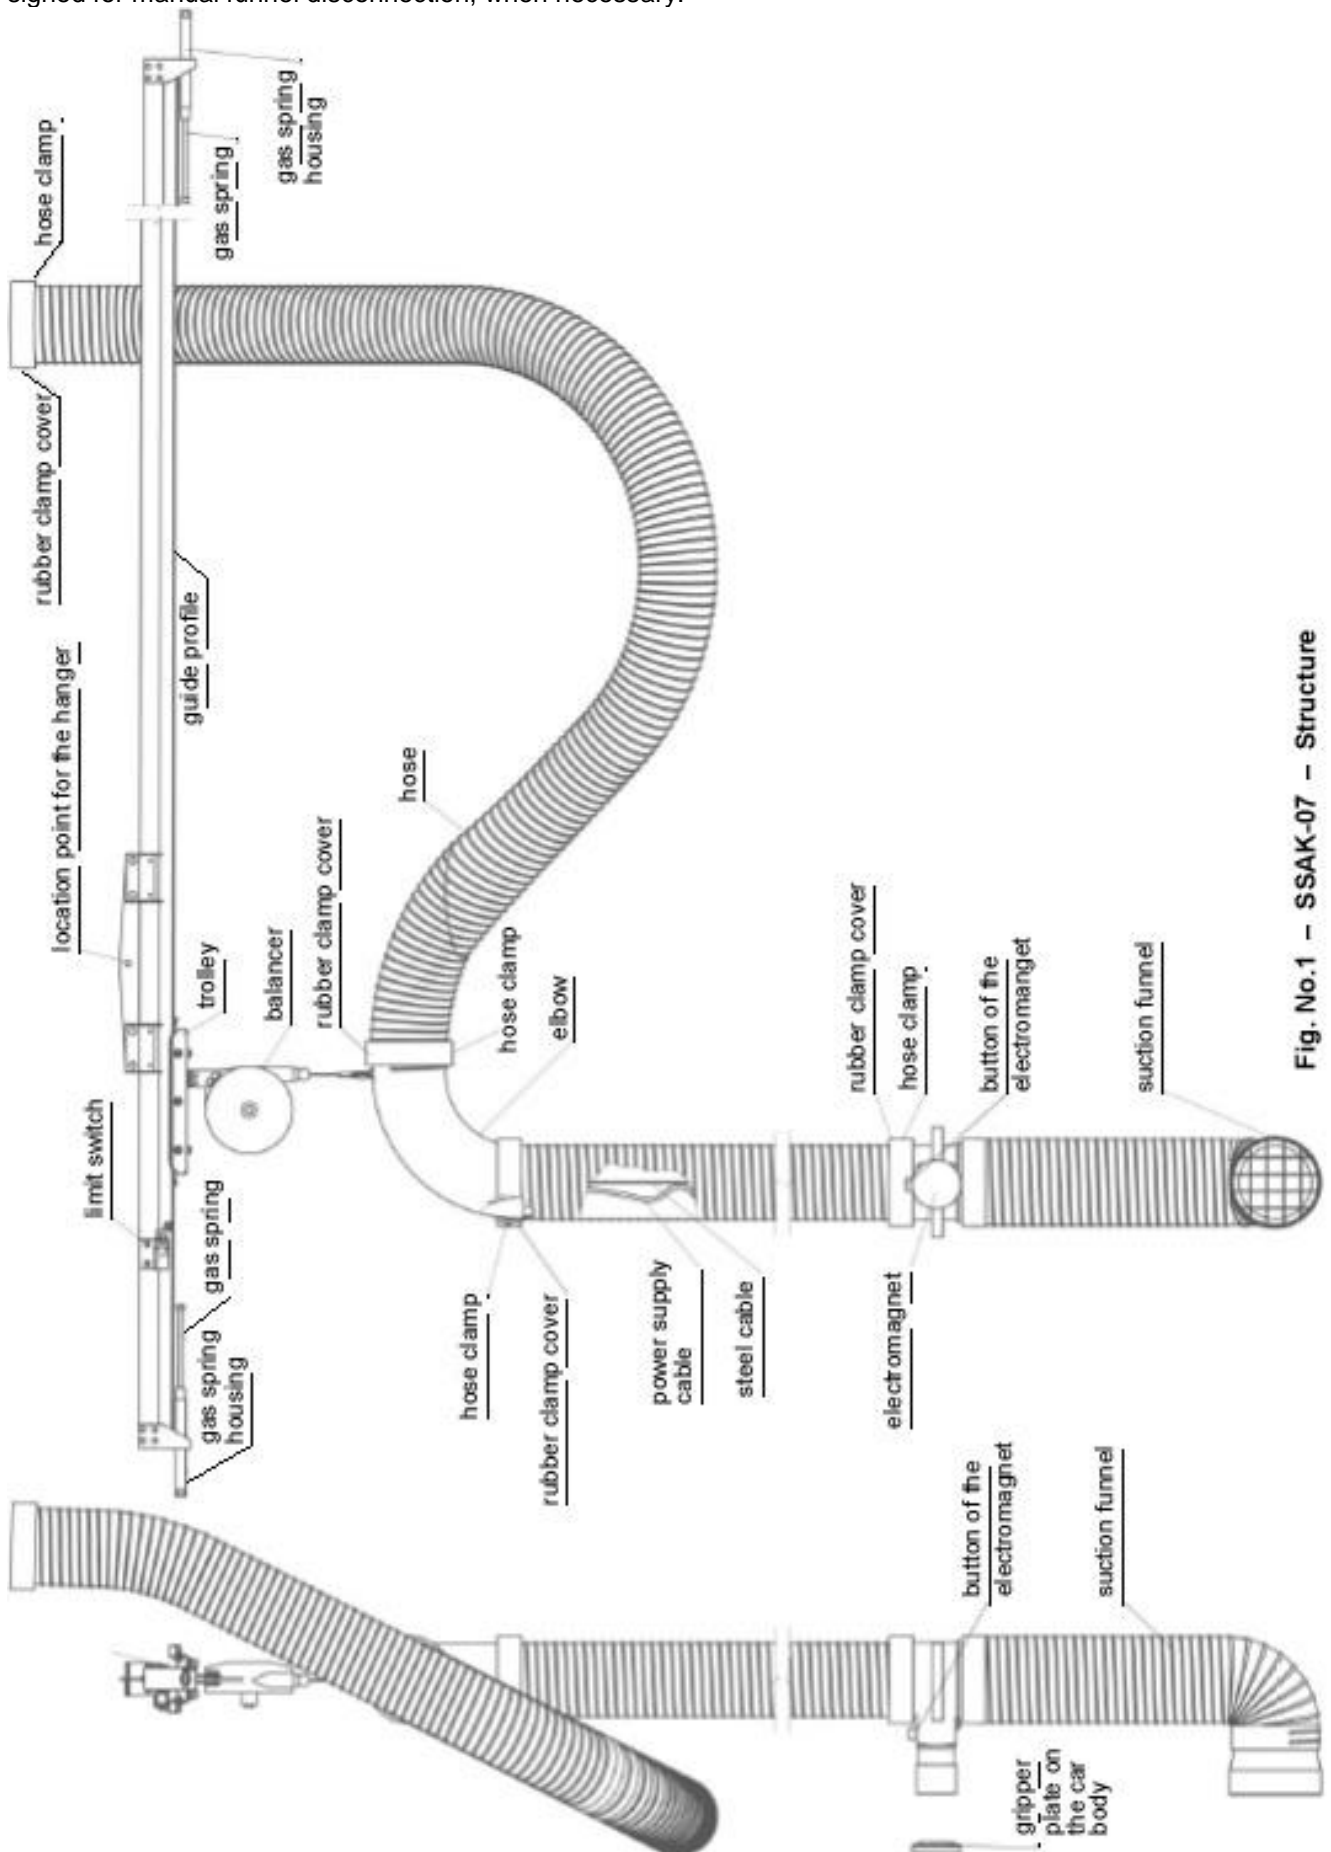 signed for manual funnel disconnection, when necessary.
gas spring
housing
gas spring
hose clamp
rubber clamp cover
guide profile
location point for the hanger
hose
rubber clamp cover
balancer
trolley
hose clamp
elbow
limit switch
gas spring
gas spring
housing
rubber clamp cover
hose clamp
button of the
electromanget
suction funnel
hose clamp
rubber clamp cover
power supply
cable
steel cable
electromagnet
button of the
electromagnet
suction funnel
gripper
plate on
the car
body
Fig. No.1 – SSAK-07 – Structure